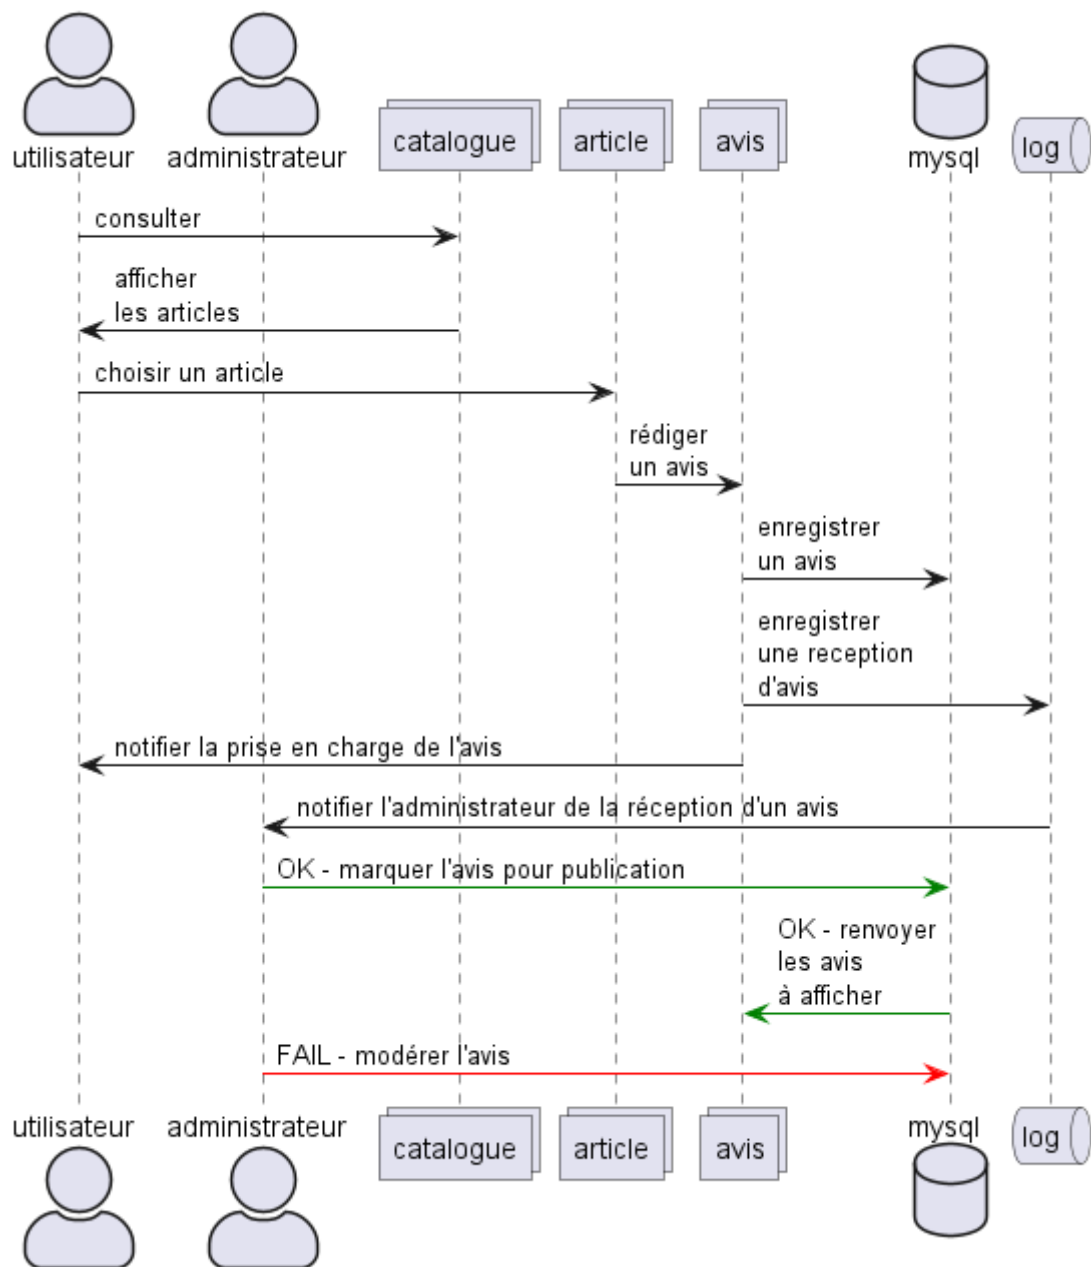 utilisateur
administrateur
catalogue
article
avis
mysql
log
consulter
afficher
les articles
choisir un article
rédiger
un avis
enregistrer
un avis
enregistrer
une reception
d'avis
notifier la prise en charge de l'avis
notifier l'administrateur de la réception d'un avis
OK - marquer l'avis pour publication
OK - renvoyer
les avis
à afficher
FAIL - modérer l'avis
utilisateur
administrateur
catalogue
article
avis
mysql
log